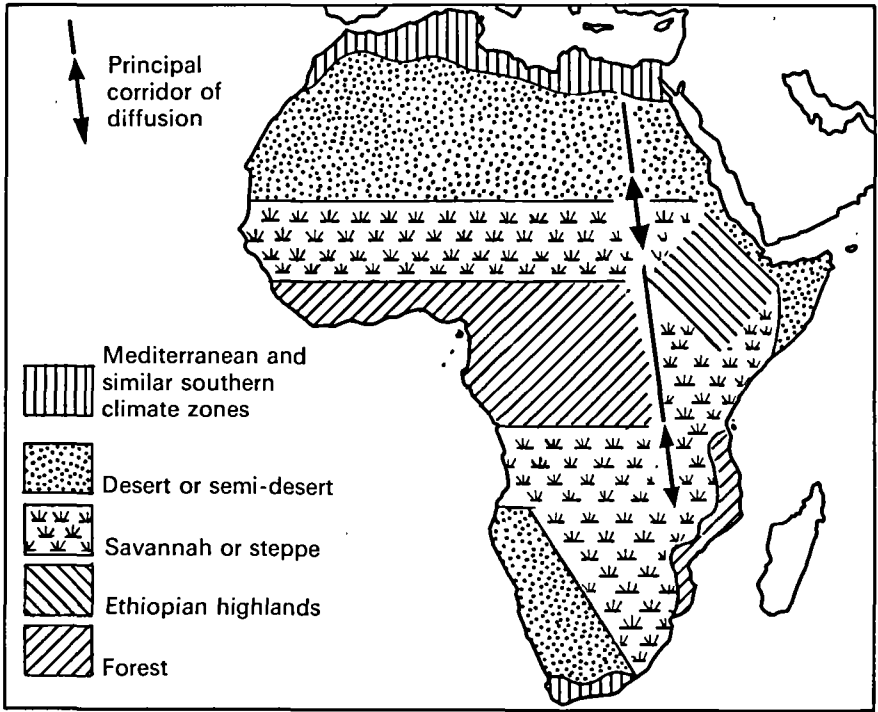 Principal
corridor of
diffusion
Mediterranean and
similar southern
climate zones
Desert or semi-desert
Savannah or steppe
Ethiopian highlands
Forest